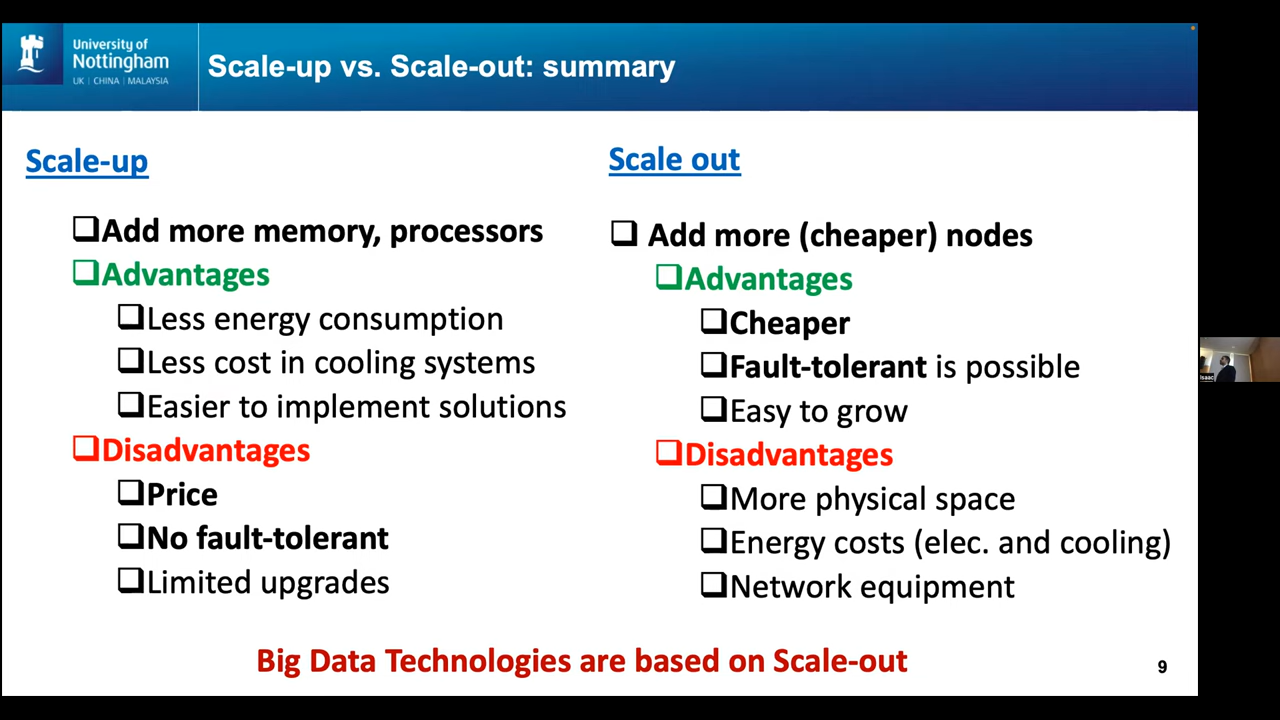 University of
Nottingham
UK | CHINA | MALAYSIA
Scale-up vs. Scale-out: summary
Scale-up
Add more memory, processors
Advantages
Less energy consumption
Less cost in cooling systems
Easier to implement solutions
Disadvantages
Price
No fault-tolerant
Limited upgrades
Scale out
Add more (cheaper) nodes
Advantages
Cheaper
Fault-tolerant is possible
Easy to grow
Disadvantages
More physical space
Energy costs (elec. and cooling)
Network equipment
Big Data Technologies are based on Scale-out
9
Isaac